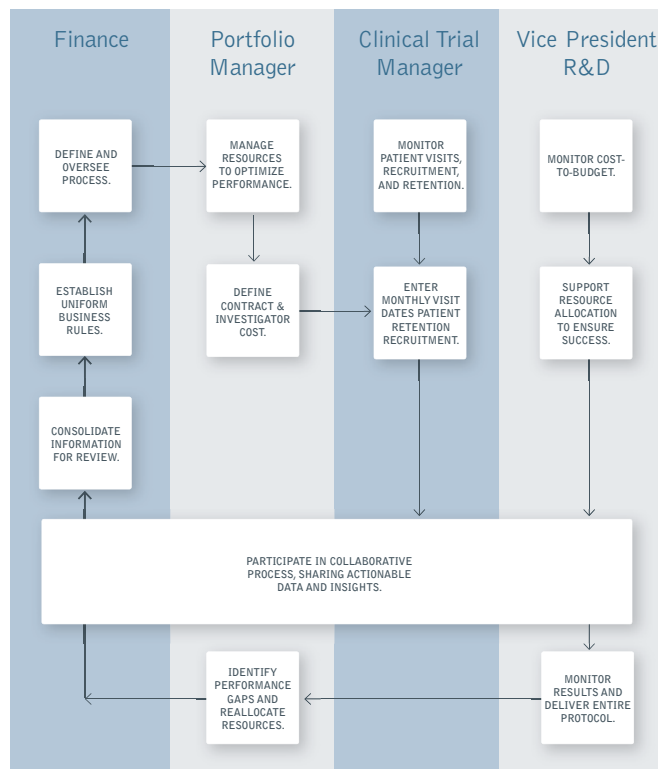 Finance
Portfolio
Manager
Clinical Trial
Manager
Vice President
R&D
DEFINE AND
OVERSEE
PROCESS.
MANAGE
RESOURCES
TO OPTIMIZE
PERFORMANCE.
MONITOR
PATIENT VISITS,
RECRUITMENT,
AND RETENTION.
MONITOR COST-
TO-BUDGET.
ESTABLISH
UNIFORM
BUSINESS
RULES.
DEFINE
CONTRACT &
INVESTIGATOR
COST.
ENTER
MONTHLY VISIT
DATES PATIENT
RETENTION
RECRUITMENT.
SUPPORT
RESOURCE
ALLOCATION
TO ENSURE
SUCCESS.
CONSOLIDATE
INFORMATION
FOR REVIEW.
PARTICIPATE IN COLLABORATIVE
PROCESS, SHARING ACTIONABLE
DATA AND INSIGHTS.
IDENTIFY
PERFORMANCE
GAPS AND
REALLOCATE
RESOURCES.
MONITOR
RESULTS AND
DELIVER ENTIRE
PROTOCOL.